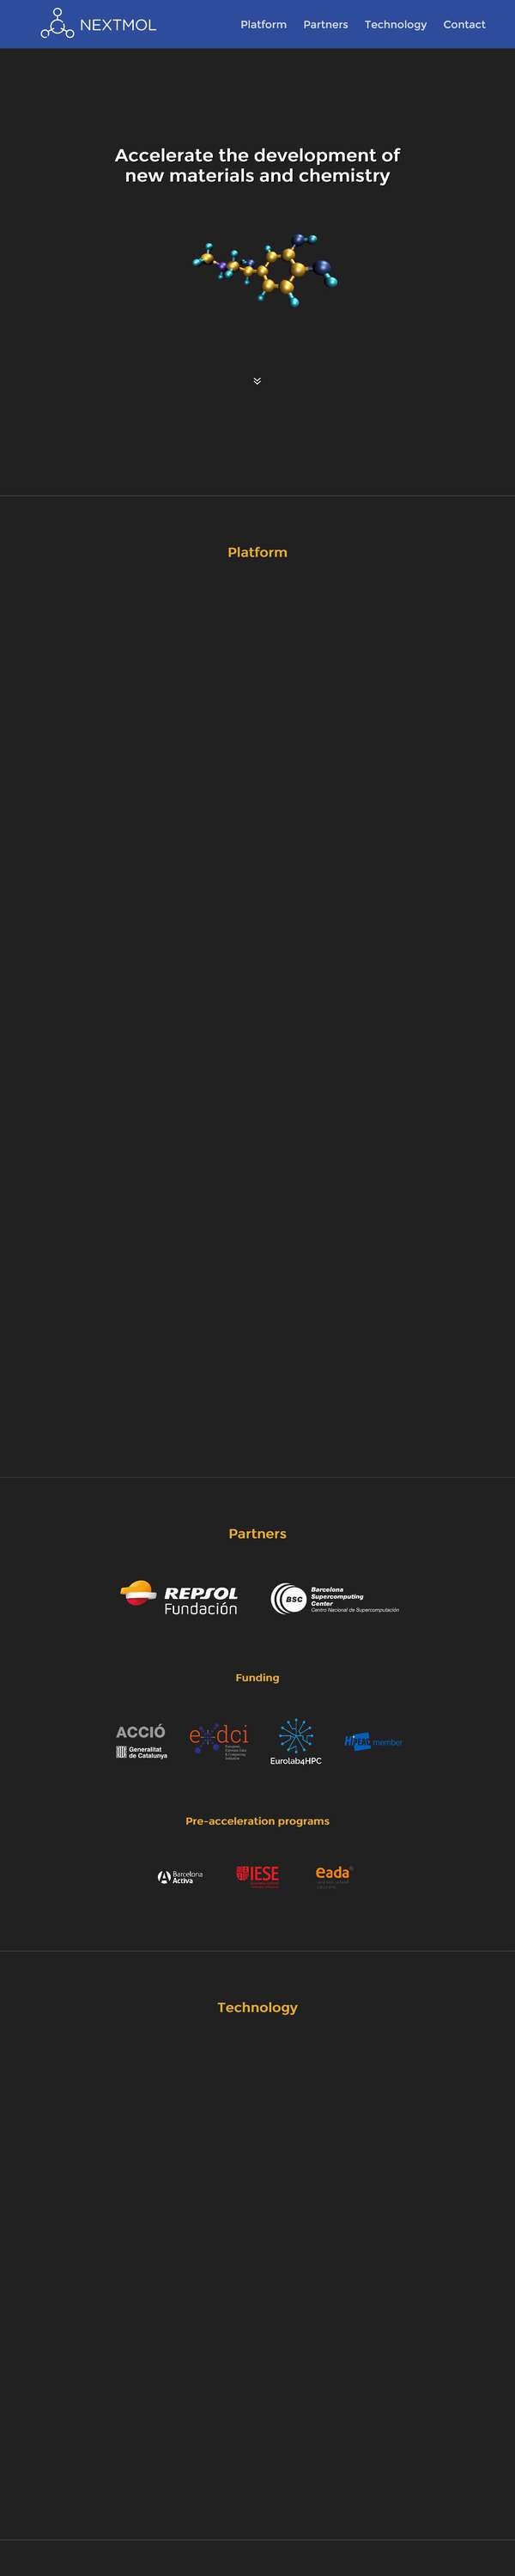 NEXTMOL
Platform
Partners
Technology
Contact
Accelerate the development of
new materials and chemistry
Platform
Partners
REPSOL
Fundación
BSC
Barcelona
Supercomputing
Center
Centro Nacional de Supercomputación
Funding
ACCIÓ
Generalitat
de Catalunya
exdci
Eurolab4HPC
HiPEAC member
Pre-acceleration programs
Barcelona
Activa
IESE
eada
Technology